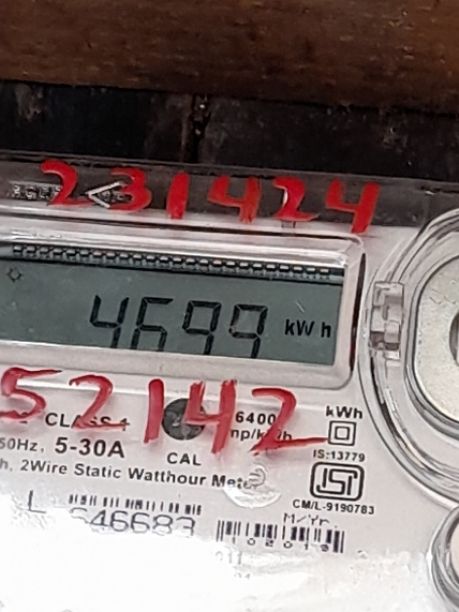 231424
4699 kWh
52142
CLASS 1 6400 kWh
50Hz, 5-30A imp/kWh
CAL IS:13779
h, 2Wire Static Watthour Meter
ISI
CM/L-9190783
L 646683 M/Yr.